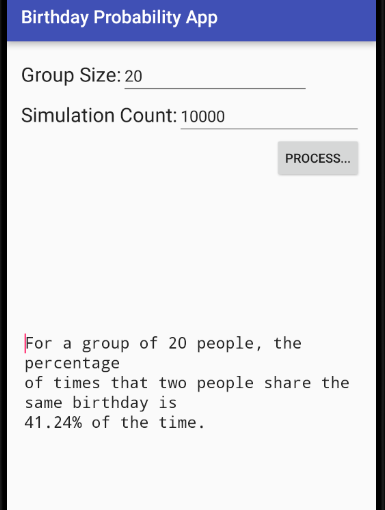 Birthday Probability App
Group Size: 20
Simulation Count: 10000
PROCESS...
For a group of 20 people, the
percentage
of times that two people share the
same birthday is
41.24% of the time.